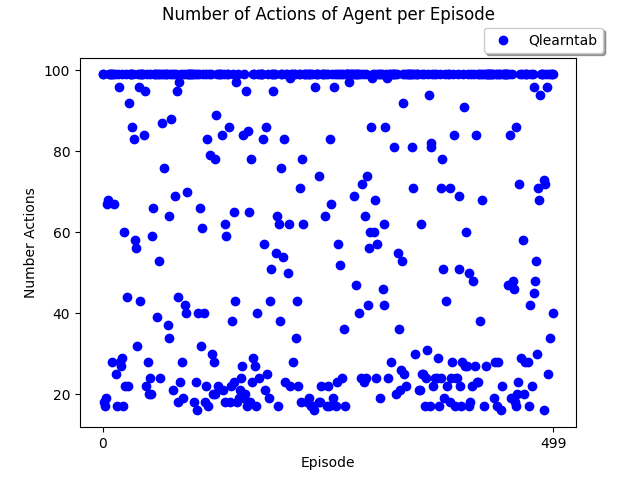 Number of Actions of Agent per Episode
Qlearntab
100
80
60
40
20
Number Actions
0
499
Episode